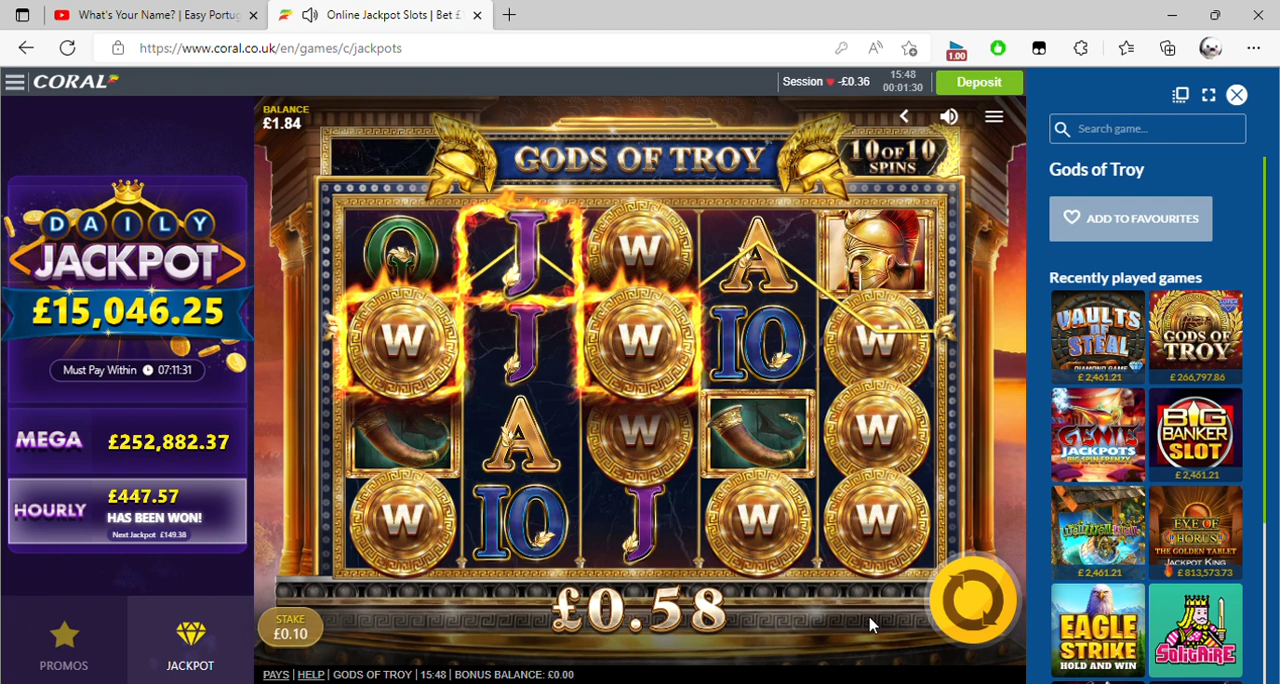 What's Your Name? | Easy Portug
Online Jackpot Slots | Bet £
https://www.coral.co.uk/en/games/c/jackpots
1.00
CORAL
Session -£0.36
15:48
00:01:30
Deposit
DAILY
JACKPOT
£15,046.25
Must Pay Within 07:11:31
MEGA £252,882.37
HOURLY
£447.57
HAS BEEN WON!
Next Jackpot £149.38
PROMOS
JACKPOT
BALANCE
£1.84
GODS OF TROY
10 OF 10
SPINS
Q J W A
W J W 10 W
A W W
W 10 J W W
£0.58
STAKE
£0.10
PAYS | HELP | GODS OF TROY | 15:48 | BONUS BALANCE: £0.00
Search game...
Gods of Troy
ADD TO FAVOURITES
Recently played games
VAULTS
OF
STEAL
DIAMOND GAME
£ 2,461.21
GODS OF
TROY
£ 266,797.86
GENIE
JACKPOTS
BIG SPIN FRENZY
£ 2,461.21
BIG
BANKER
SLOT
£ 2,461.21
£ 2,461.21
EYE OF
HORUS
THE GOLDEN TABLET
JACKPOT KING
£ 813,573.73
EAGLE
STRIKE
HOLD AND WIN
SOLITAIRE